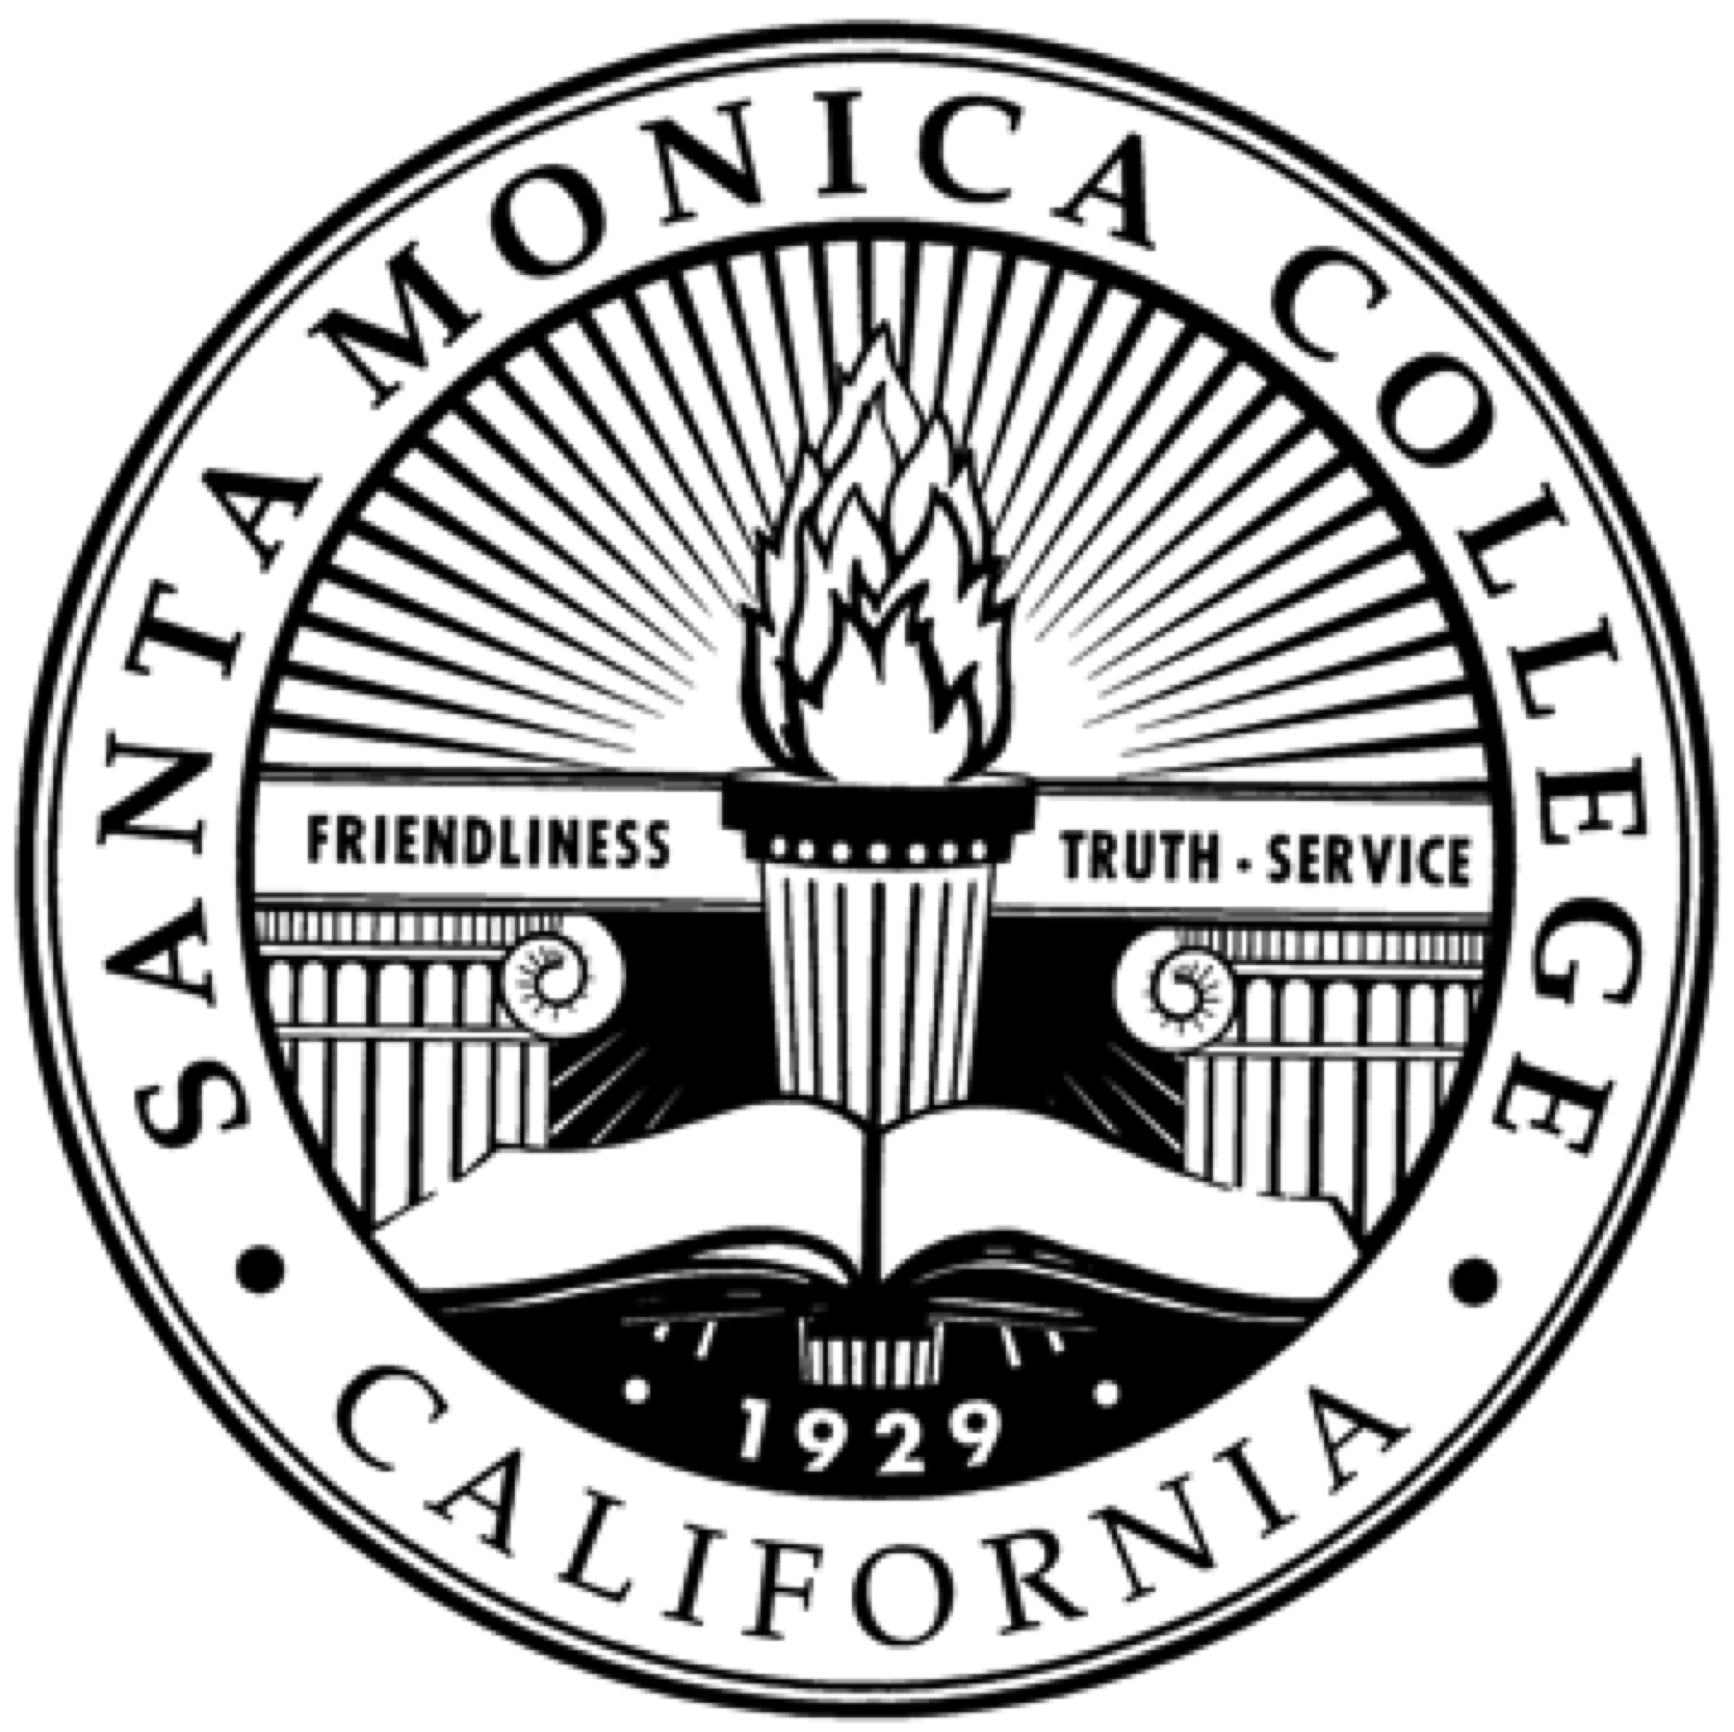 SANTA MONICA COLLEGE
FRIENDLINESS TRUTH · SERVICE
· 1929 ·
• CALIFORNIA •